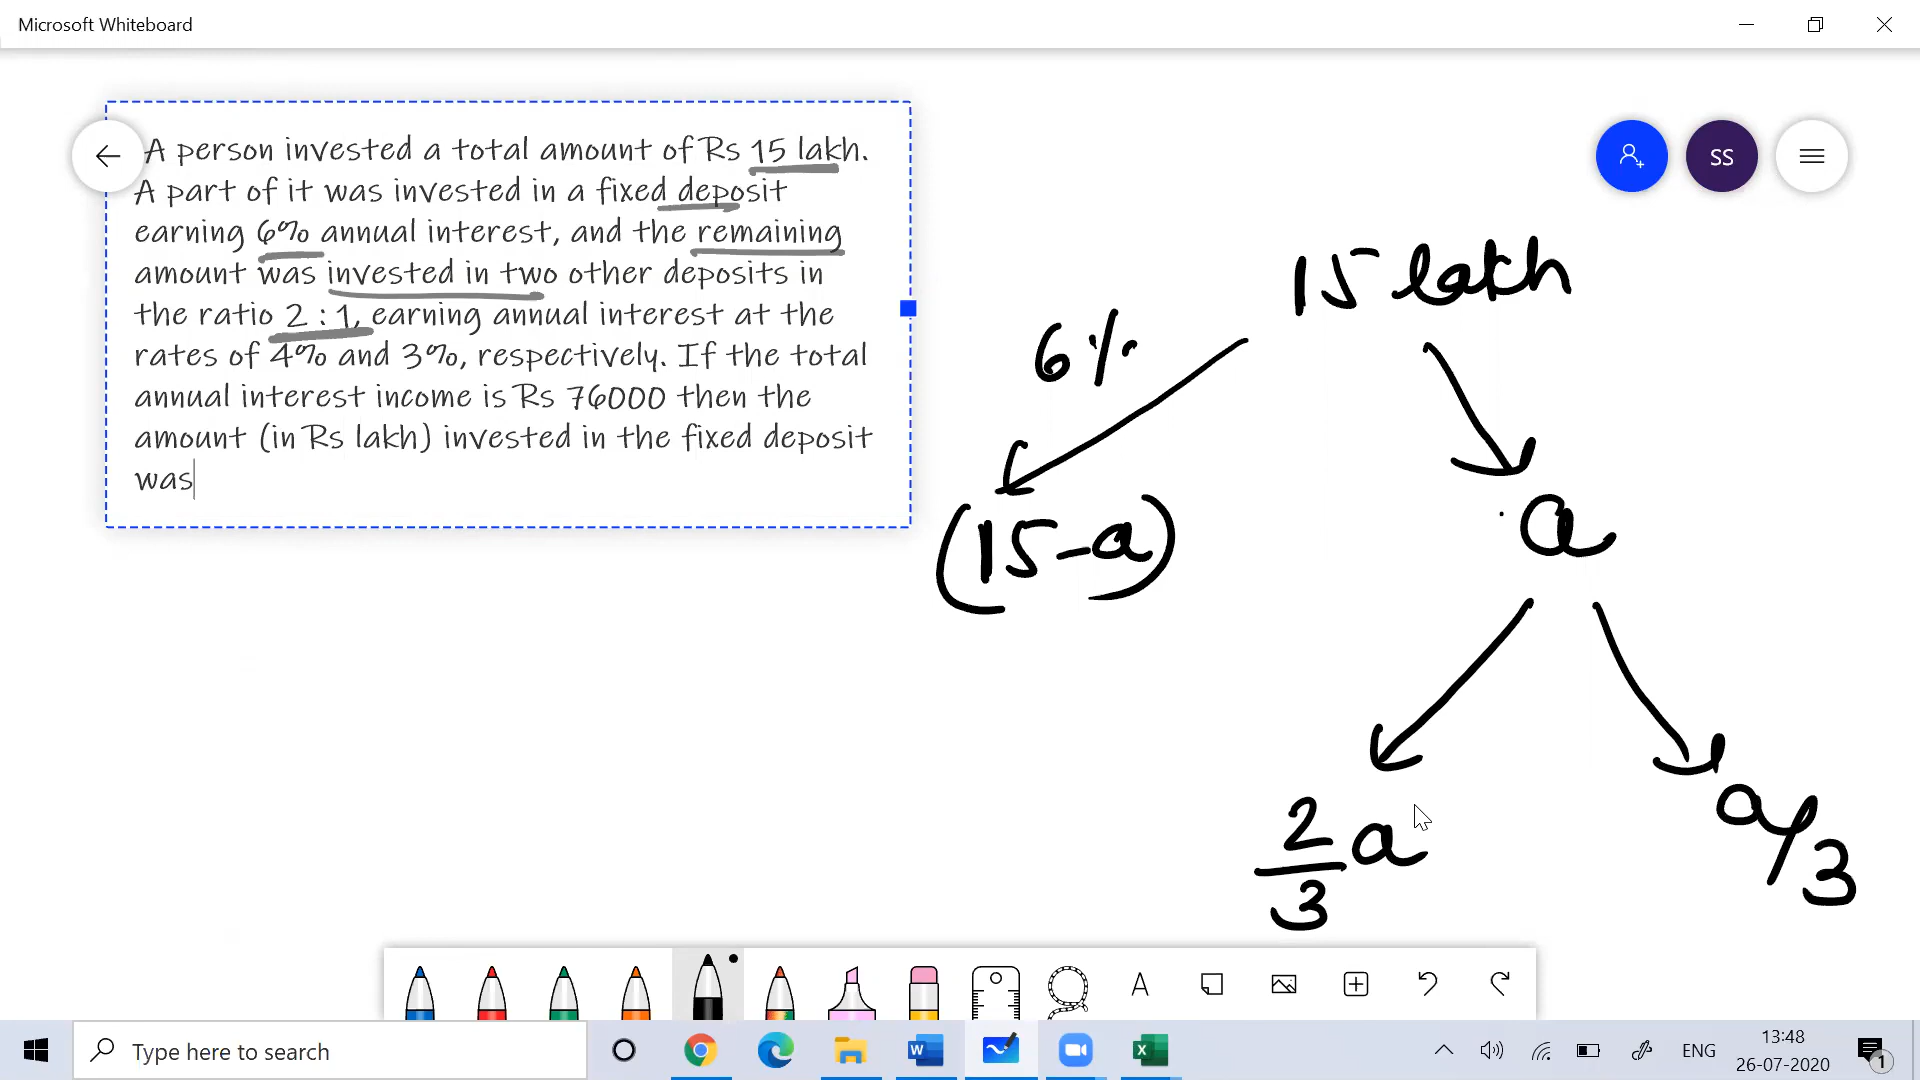 Microsoft Whiteboard
A person invested a total amount of Rs 15 lakh.
A part of it was invested in a fixed deposit
earning 6% annual interest, and the remaining
amount was invested in two other deposits in
the ratio 2 : 1, earning annual interest at the
rates of 4% and 3%, respectively. If the total
annual interest income is Rs 76000 then the
amount (in Rs lakh) invested in the fixed deposit
was
SS
15 lakh
6%
(15-a)
a
2/3 a
a/3
A
Type here to search
W
X
ENG
13:48
26-07-2020
1